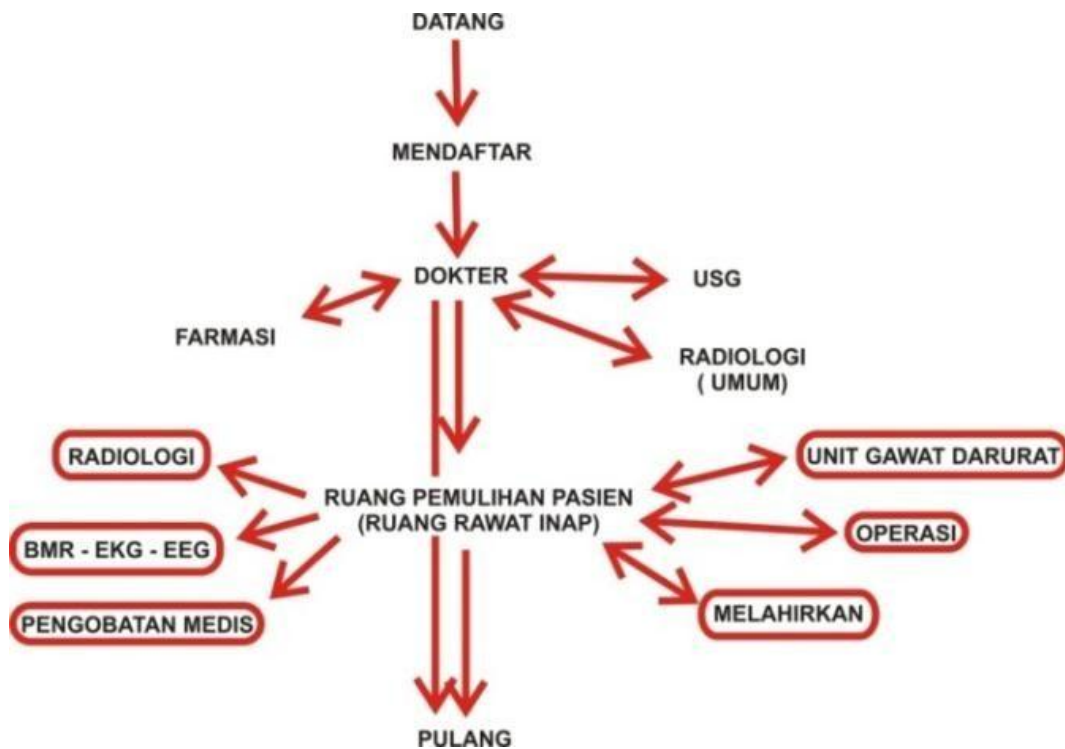 DATANG
MENDAFTAR
DOKTER
USG
FARMASI
RADIOLOGI
( UMUM)
RADIOLOGI
UNIT GAWAT DARURAT
RUANG PEMULIHAN PASIEN
(RUANG RAWAT INAP)
BMR - EKG - EEG
OPERASI
PENGOBATAN MEDIS
MELAHIRKAN
PULANG